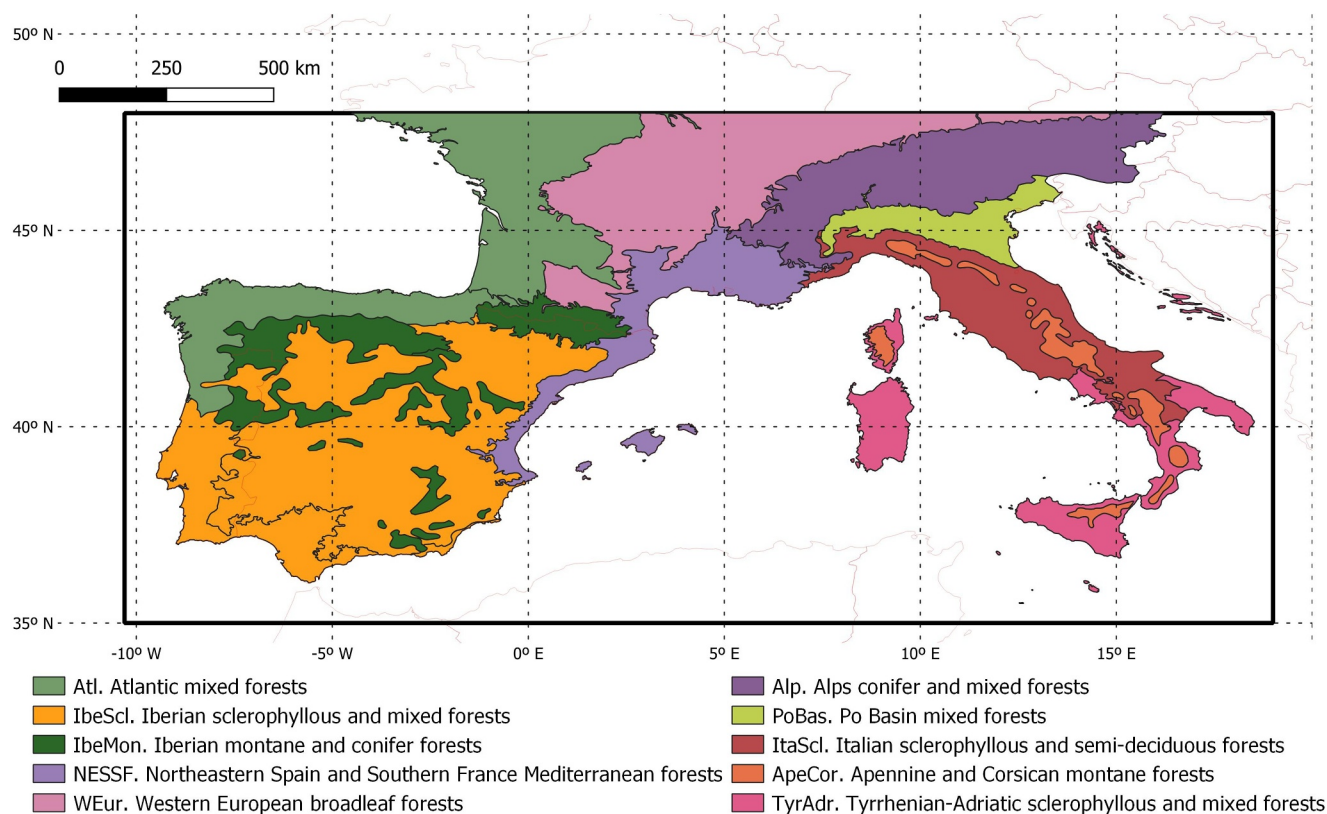 50º N
0 250 500 km
45º N
40º N
35º N
-10º W -5º W 0º E 5º E 10º E 15º E
Atl. Atlantic mixed forests
IbeScl. Iberian sclerophyllous and mixed forests
IbeMon. Iberian montane and conifer forests
NESSF. Northeastern Spain and Southern France Mediterranean forests
WEur. Western European broadleaf forests
Alp. Alps conifer and mixed forests
PoBas. Po Basin mixed forests
ItaScl. Italian sclerophyllous and semi-deciduous forests
ApeCor. Apennine and Corsican montane forests
TyrAdr. Tyrrhenian-Adriatic sclerophyllous and mixed forests